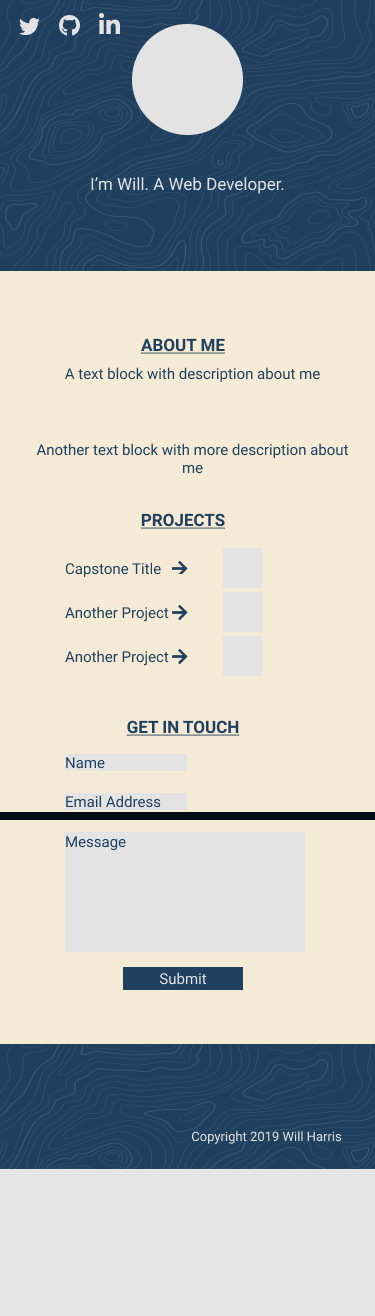 I’m Will. A Web Developer.
ABOUT ME
A text block with description about me
Another text block with more description about
me
PROJECTS
Capstone Title
Another Project
Another Project
GET IN TOUCH
Name
Email Address
Message
Submit
Copyright 2019 Will Harris